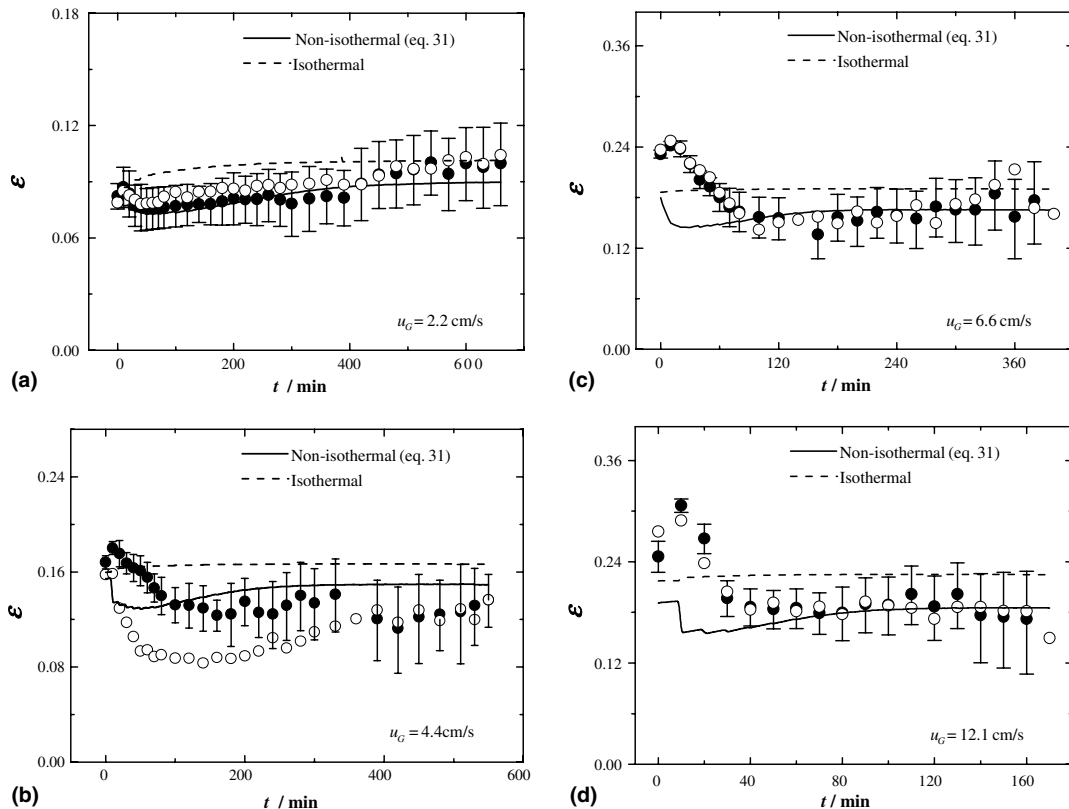 Non-isothermal (eq. 31)
Isothermal
0.18
0.12
0.06
0.00
ε
u_G = 2.2 cm/s
0 200 400 60 0
(a)
t / min
Non-isothermal (eq. 31)
Isothermal
0.36
0.24
0.12
0.00
ε
u_G = 6.6 cm/s
0 120 240 360
(c)
t / min
Non-isothermal (eq. 31)
Isothermal
0.24
0.16
0.08
0.00
ε
u_G = 4.4cm/s
0 200 400 600
(b)
t / min
Non-isothermal (eq. 31)
Isothermal
0.36
0.24
0.12
0.00
ε
u_G = 12.1 cm/s
0 40 80 120 160
(d)
t / min